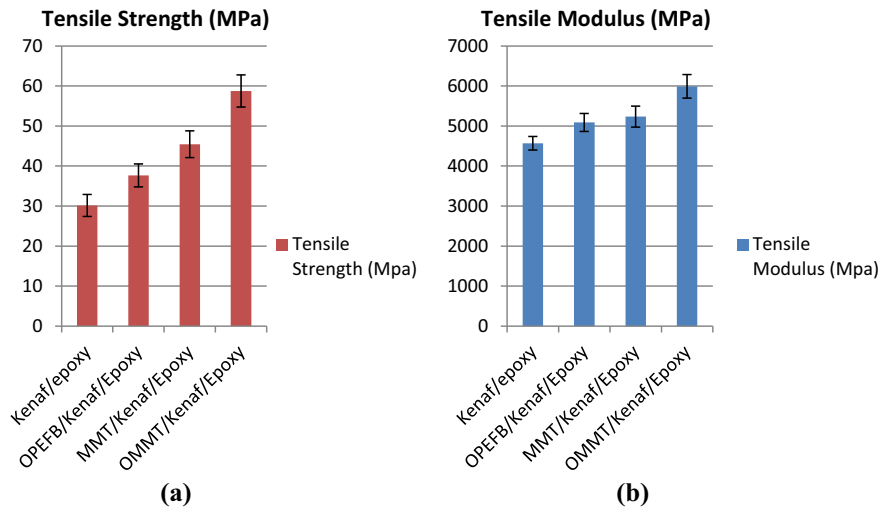 Tensile Strength (MPa)
70
60
50
40
30
20
10
0
Kenaf/epoxy
OPEFB/Kenaf/Epoxy
MMT/Kenaf/Epoxy
OMMT/Kenaf/Epoxy
Tensile
Strength (Mpa)
(a)
Tensile Modulus (MPa)
7000
6000
5000
4000
3000
2000
1000
0
Kenaf/epoxy
OPEFB/Kenaf/Epoxy
MMT/Kenaf/Epoxy
OMMT/Kenaf/Epoxy
Tensile
Modulus (Mpa)
(b)